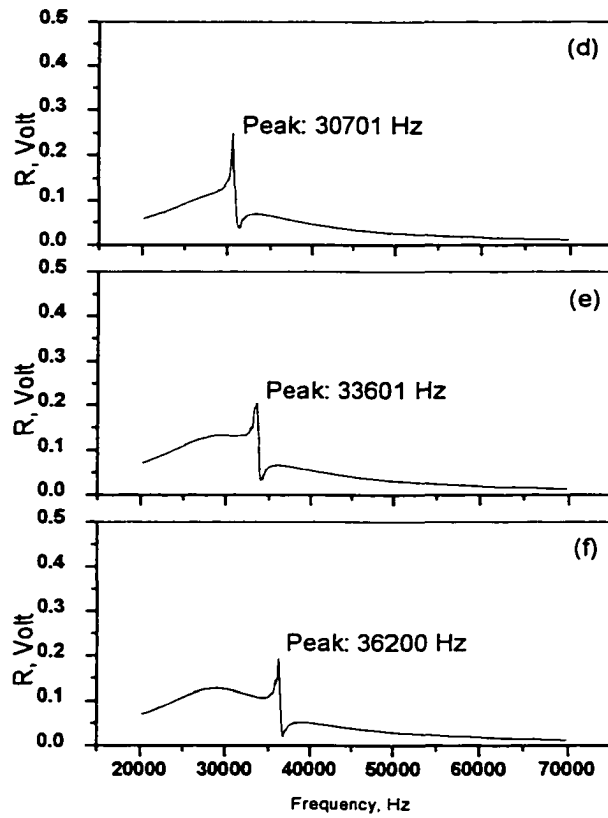 0.5
(d)
0.4
0.3
R, Volt
Peak: 30701 Hz
0.2
0.1
0.0
0.5
(e)
0.4
0.3
R, Volt
Peak: 33601 Hz
0.2
0.1
0.0
0.5
(f)
0.4
0.3
R, Volt
Peak: 36200 Hz
0.2
0.1
0.0
20000 30000 40000 50000 60000 70000
Frequency, Hz